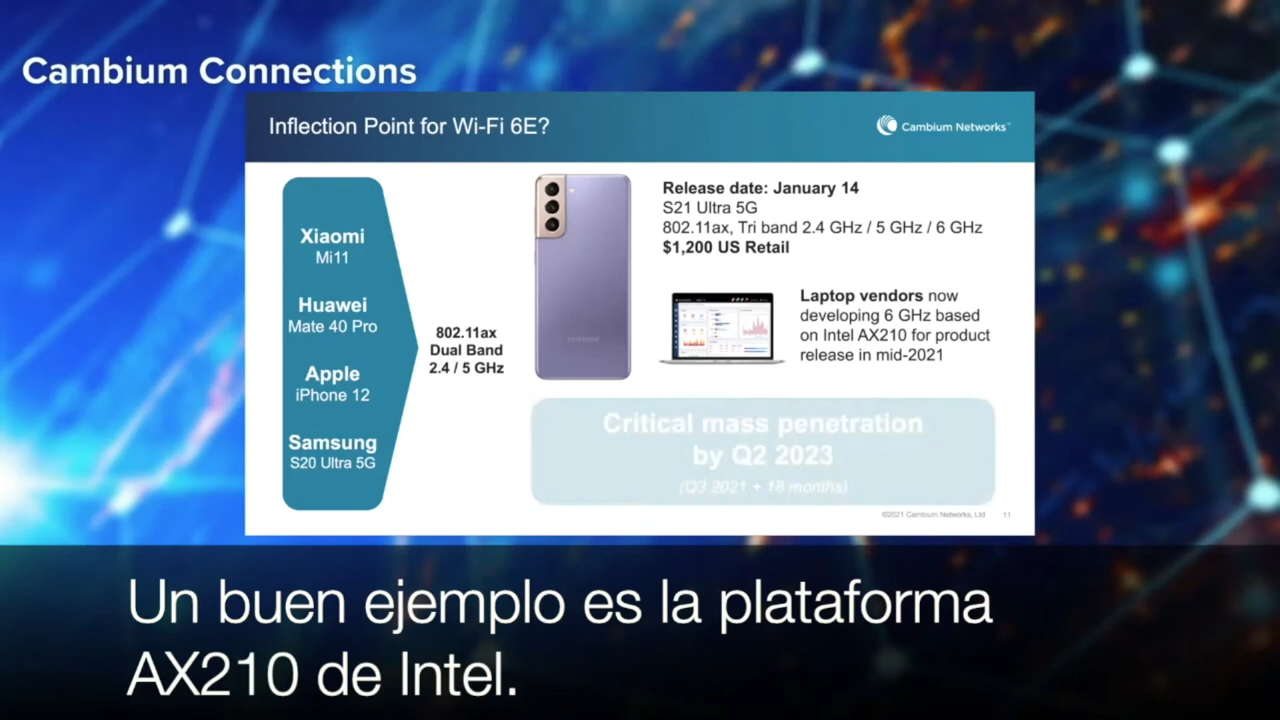 Cambium Connections
Inflection Point for Wi-Fi 6E?
Cambium Networks™
Xiaomi
Mi11
Huawei
Mate 40 Pro
Apple
iPhone 12
Samsung
S20 Ultra 5G
802.11ax
Dual Band
2.4 / 5 GHz
SAMSUNG
Release date: January 14
S21 Ultra 5G
802.11ax, Tri band 2.4 GHz / 5 GHz / 6 GHz
$1,200 US Retail
Laptop vendors now
developing 6 GHz based
on Intel AX210 for product
release in mid-2021
Critical mass penetration
by Q2 2023
(Q3 2021 + 18 months)
©2021 Cambium Networks, Ltd
11
Un buen ejemplo es la plataforma
AX210 de Intel.